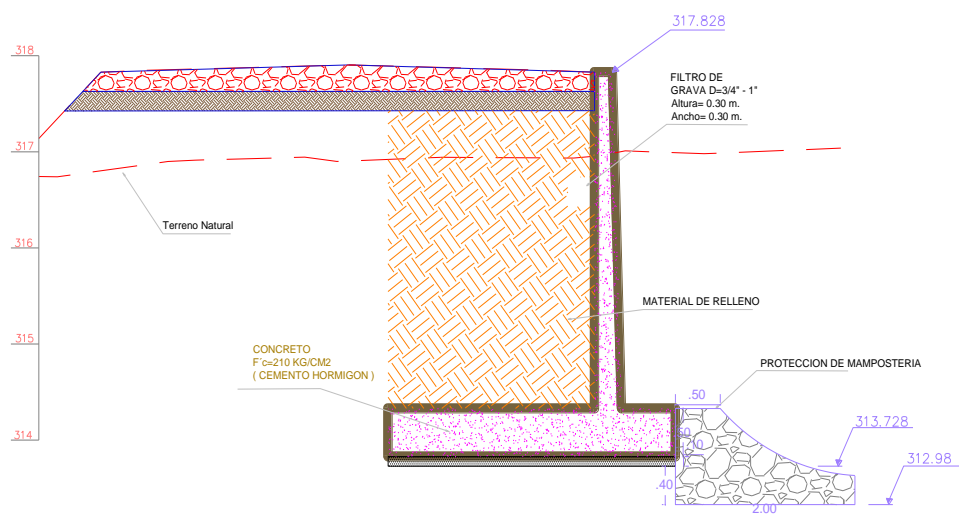 317.828
318
FILTRO DE
GRAVA D=3/4" - 1"
Altura= 0.30 m.
Ancho= 0.30 m.
317
Terreno Natural
316
MATERIAL DE RELLENO
315
CONCRETO
F´c=210 KG/CM2
( CEMENTO HORMIGON )
PROTECCION DE MAMPOSTERIA
.50
314
313.728
312.98
.40
2.00